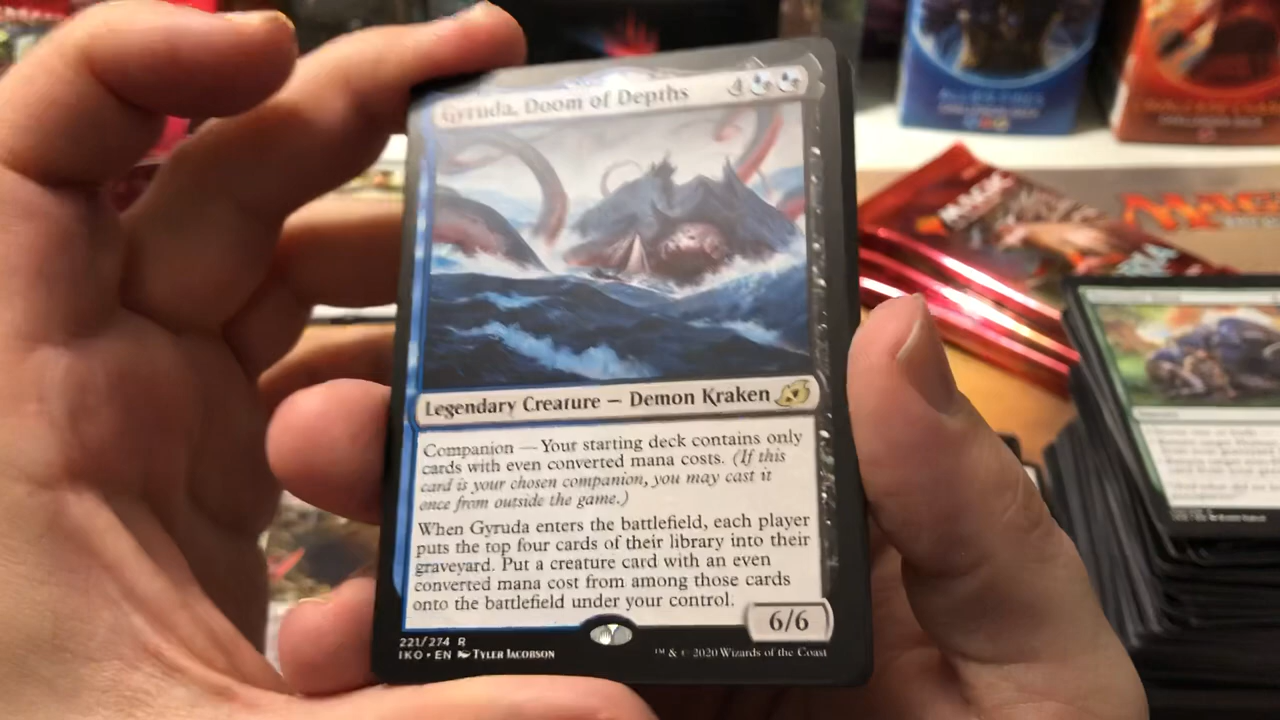 Gyruda, Doom of Depths 4
Legendary Creature — Demon Kraken
Companion — Your starting deck contains only
cards with even converted mana costs. (If this
card is your chosen companion, you may cast it
once from outside the game.)
When Gyruda enters the battlefield, each player
puts the top four cards of their library into their
graveyard. Put a creature card with an even
converted mana cost from among those cards
onto the battlefield under your control.
6/6
221/274 R
IKO • EN Tyler Jacobson
™ & © 2020 Wizards of the Coast
MAGIC